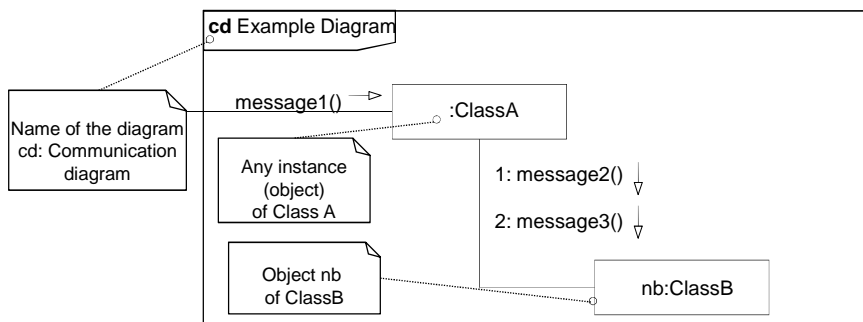 cd Example Diagram
message1()
:ClassA
Name of the diagram
cd: Communication
diagram
Any instance
(object)
of Class A
1: message2()
2: message3()
Object nb
of ClassB
nb:ClassB